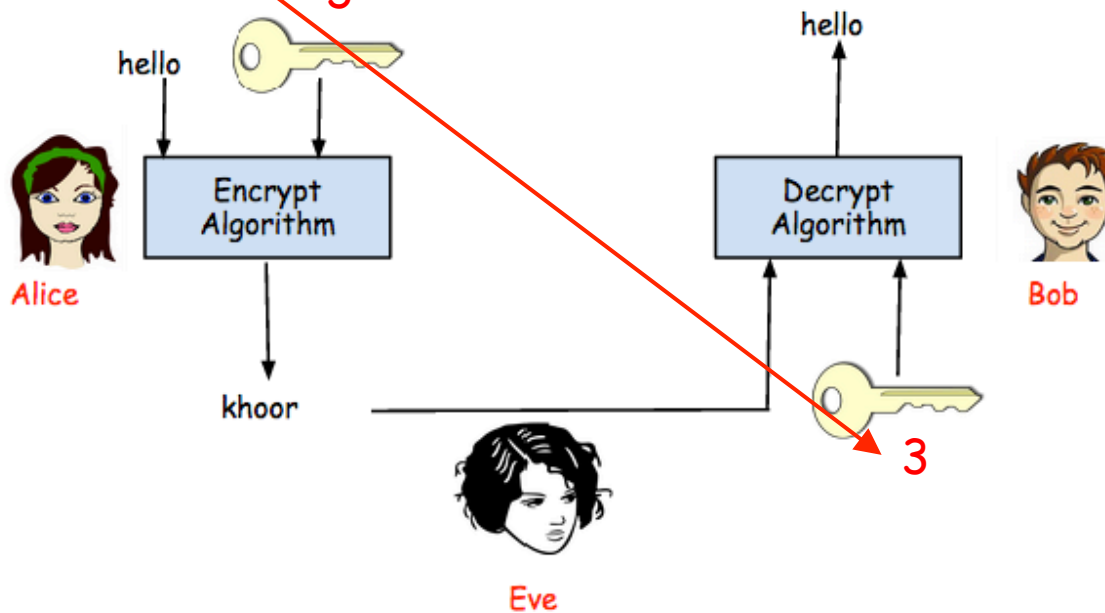 hello
hello
Encrypt
Algorithm
Decrypt
Algorithm
Alice
Bob
khoor
3
Eve